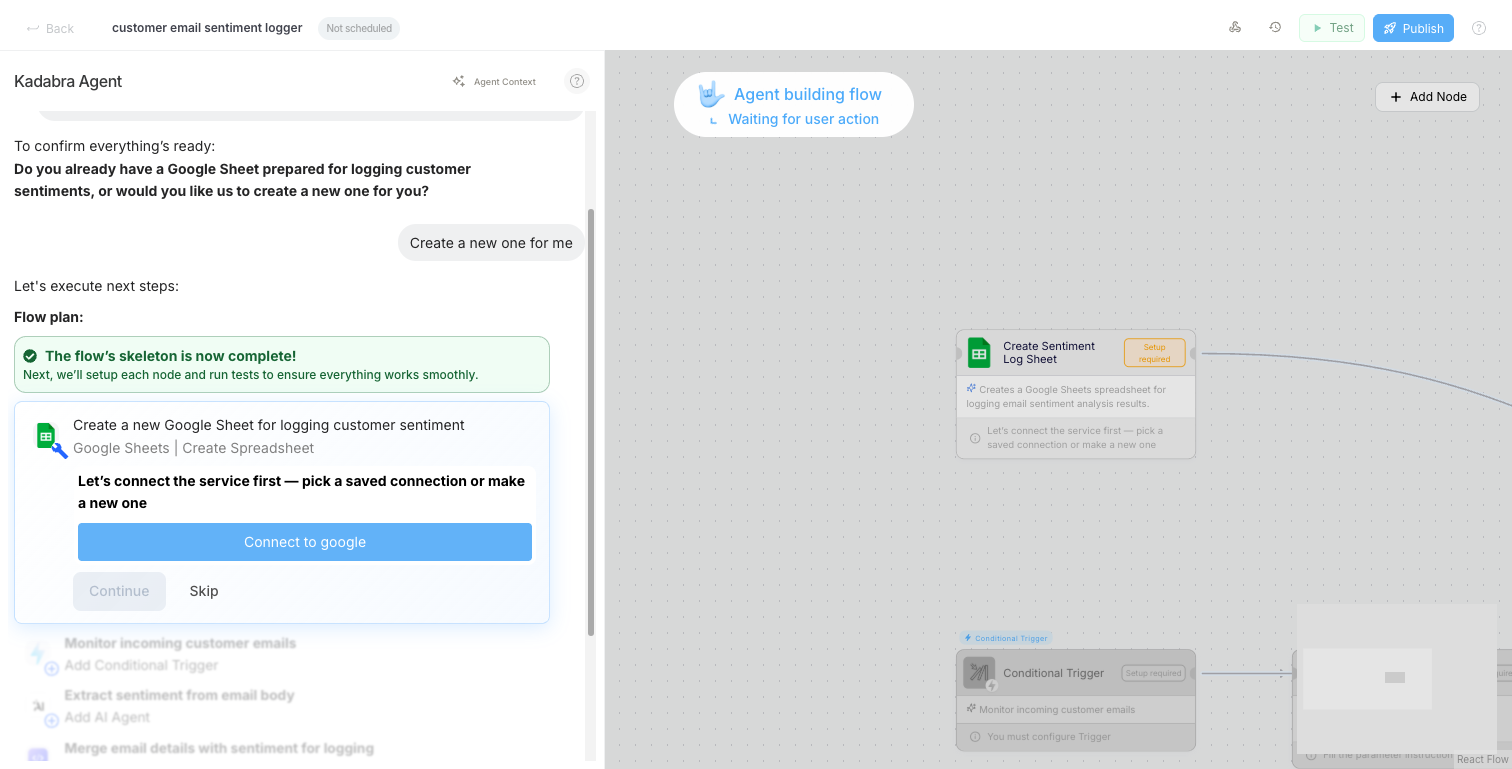 Back
customer email sentiment logger
Not scheduled
Test
Publish
Kadabra Agent
Agent Context
To confirm everything's ready:
Do you already have a Google Sheet prepared for logging customer
sentiments, or would you like us to create a new one for you?
Create a new one for me
Let's execute next steps:
Flow plan:
The flow's skeleton is now complete!
Next, we'll setup each node and run tests to ensure everything works smoothly.
Create a new Google Sheet for logging customer sentiment
Google Sheets | Create Spreadsheet
Let's connect the service first — pick a saved connection or make
a new one
Connect to google
Continue
Skip
Monitor incoming customer emails
Add Conditional Trigger
Extract sentiment from email body
Add AI Agent
Merge email details with sentiment for logging
Agent building flow
Waiting for user action
+ Add Node
Create Sentiment
Log Sheet
Setup
required
Creates a Google Sheets spreadsheet for
logging email sentiment analysis results.
Let's connect the service first — pick a
saved connection or make a new one
Conditional Trigger
Conditional Trigger
Setup required
Monitor incoming customer emails
You must configure Trigger
Fill the parameter instruction
React Flow